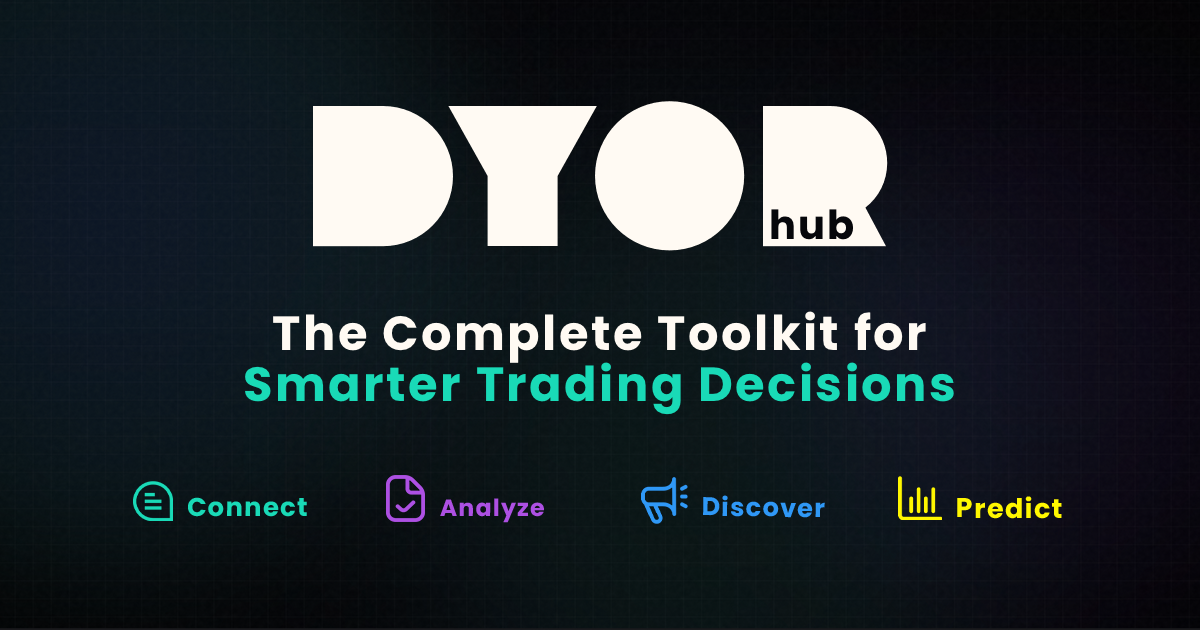 DYOR
hub
The Complete Toolkit for
Smarter Trading Decisions
Connect Analyze Discover Predict